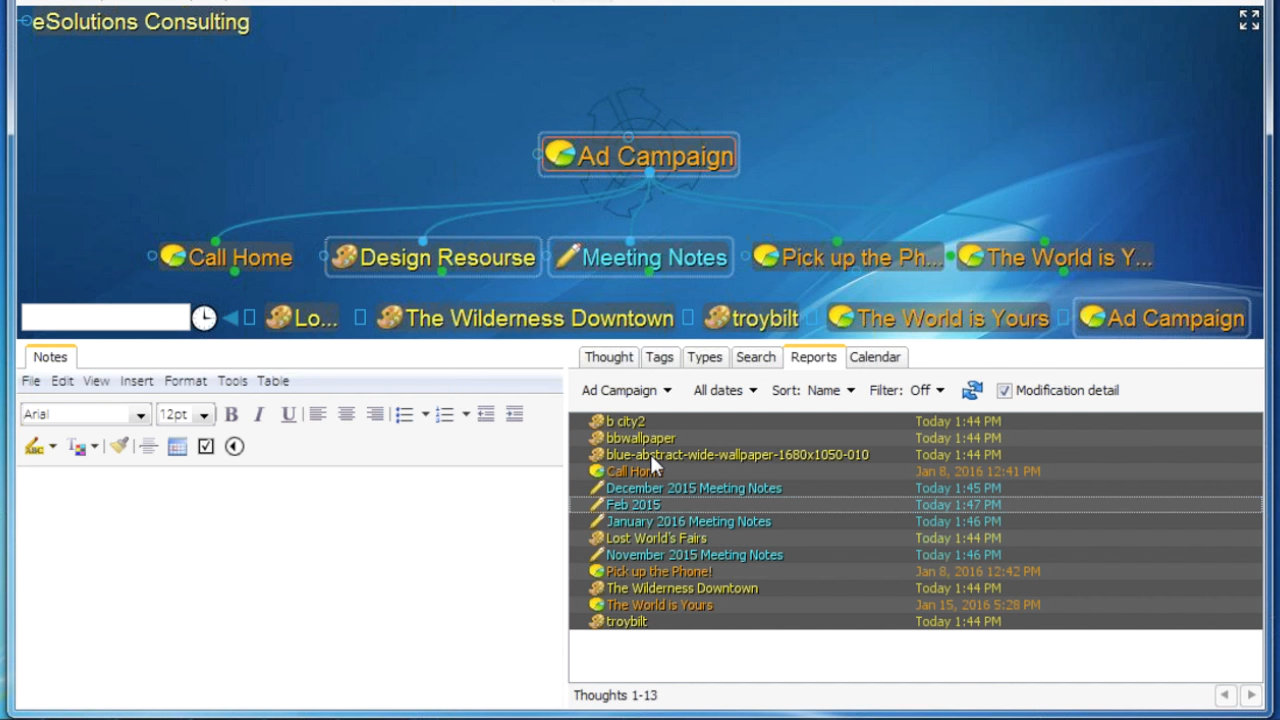 eSolutions Consulting
Ad Campaign
Call Home
Design Resourse
Meeting Notes
Pick up the Ph...
The World is Y...
Lo...
The Wilderness Downtown
troybilt
The World is Yours
Ad Campaign
Notes
File Edit View Insert Format Tools Table
Arial 12pt B I U
ABC T
Thought Tags Types Search Reports Calendar
Ad Campaign All dates Sort: Name Filter: Off Modification detail
b city2 Today 1:44 PM
bbwallpaper Today 1:44 PM
blue-abstract-wide-wallpaper-1680x1050-010 Today 1:44 PM
Call Home Jan 8, 2016 12:41 PM
December 2015 Meeting Notes Today 1:45 PM
Feb 2015 Today 1:47 PM
January 2016 Meeting Notes Today 1:46 PM
Lost World's Fairs Today 1:44 PM
November 2015 Meeting Notes Today 1:46 PM
Pick up the Phone! Jan 8, 2016 12:42 PM
The Wilderness Downtown Today 1:44 PM
The World is Yours Jan 15, 2016 5:28 PM
troybilt Today 1:44 PM
Thoughts 1-13